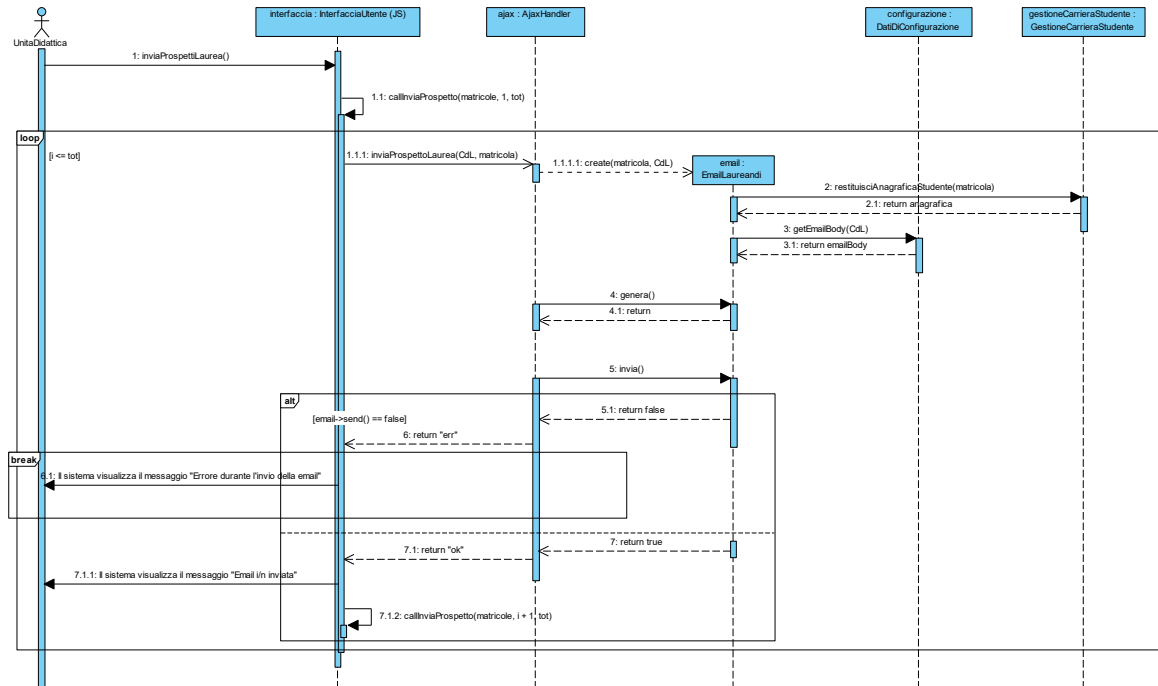 interfaccia : InterfacciaUtente (JS)
ajax : AjaxHandler
configurazione :
DatiDiConfigurazione
gestioneCarrieraStudente :
GestioneCarrieraStudente
UnitaDidattica
1: inviaProspettiLaurea()
1.1: callInviaProspetto(matricole, 1, tot)
loop
[i <= tot]
1.1.1: inviaProspettoLaurea(CdL, matricola)
1.1.1.1: create(matricola, CdL)
email :
EmailLaureandi
2: restituisciAnagraficaStudente(matricola)
2.1: return anagrafica
3: getEmailBody(CdL)
3.1: return emailBody
4: genera()
4.1: return
5: invia()
alt
[email->send() == false]
5.1: return false
6: return "err"
break
6.1: Il sistema visualizza il messaggio "Errore durante l'invio della email"
7: return true
7.1: return "ok"
7.1.1: Il sistema visualizza il messaggio "Email i/n inviata"
7.1.2: callInviaProspetto(matricole, i + 1, tot)